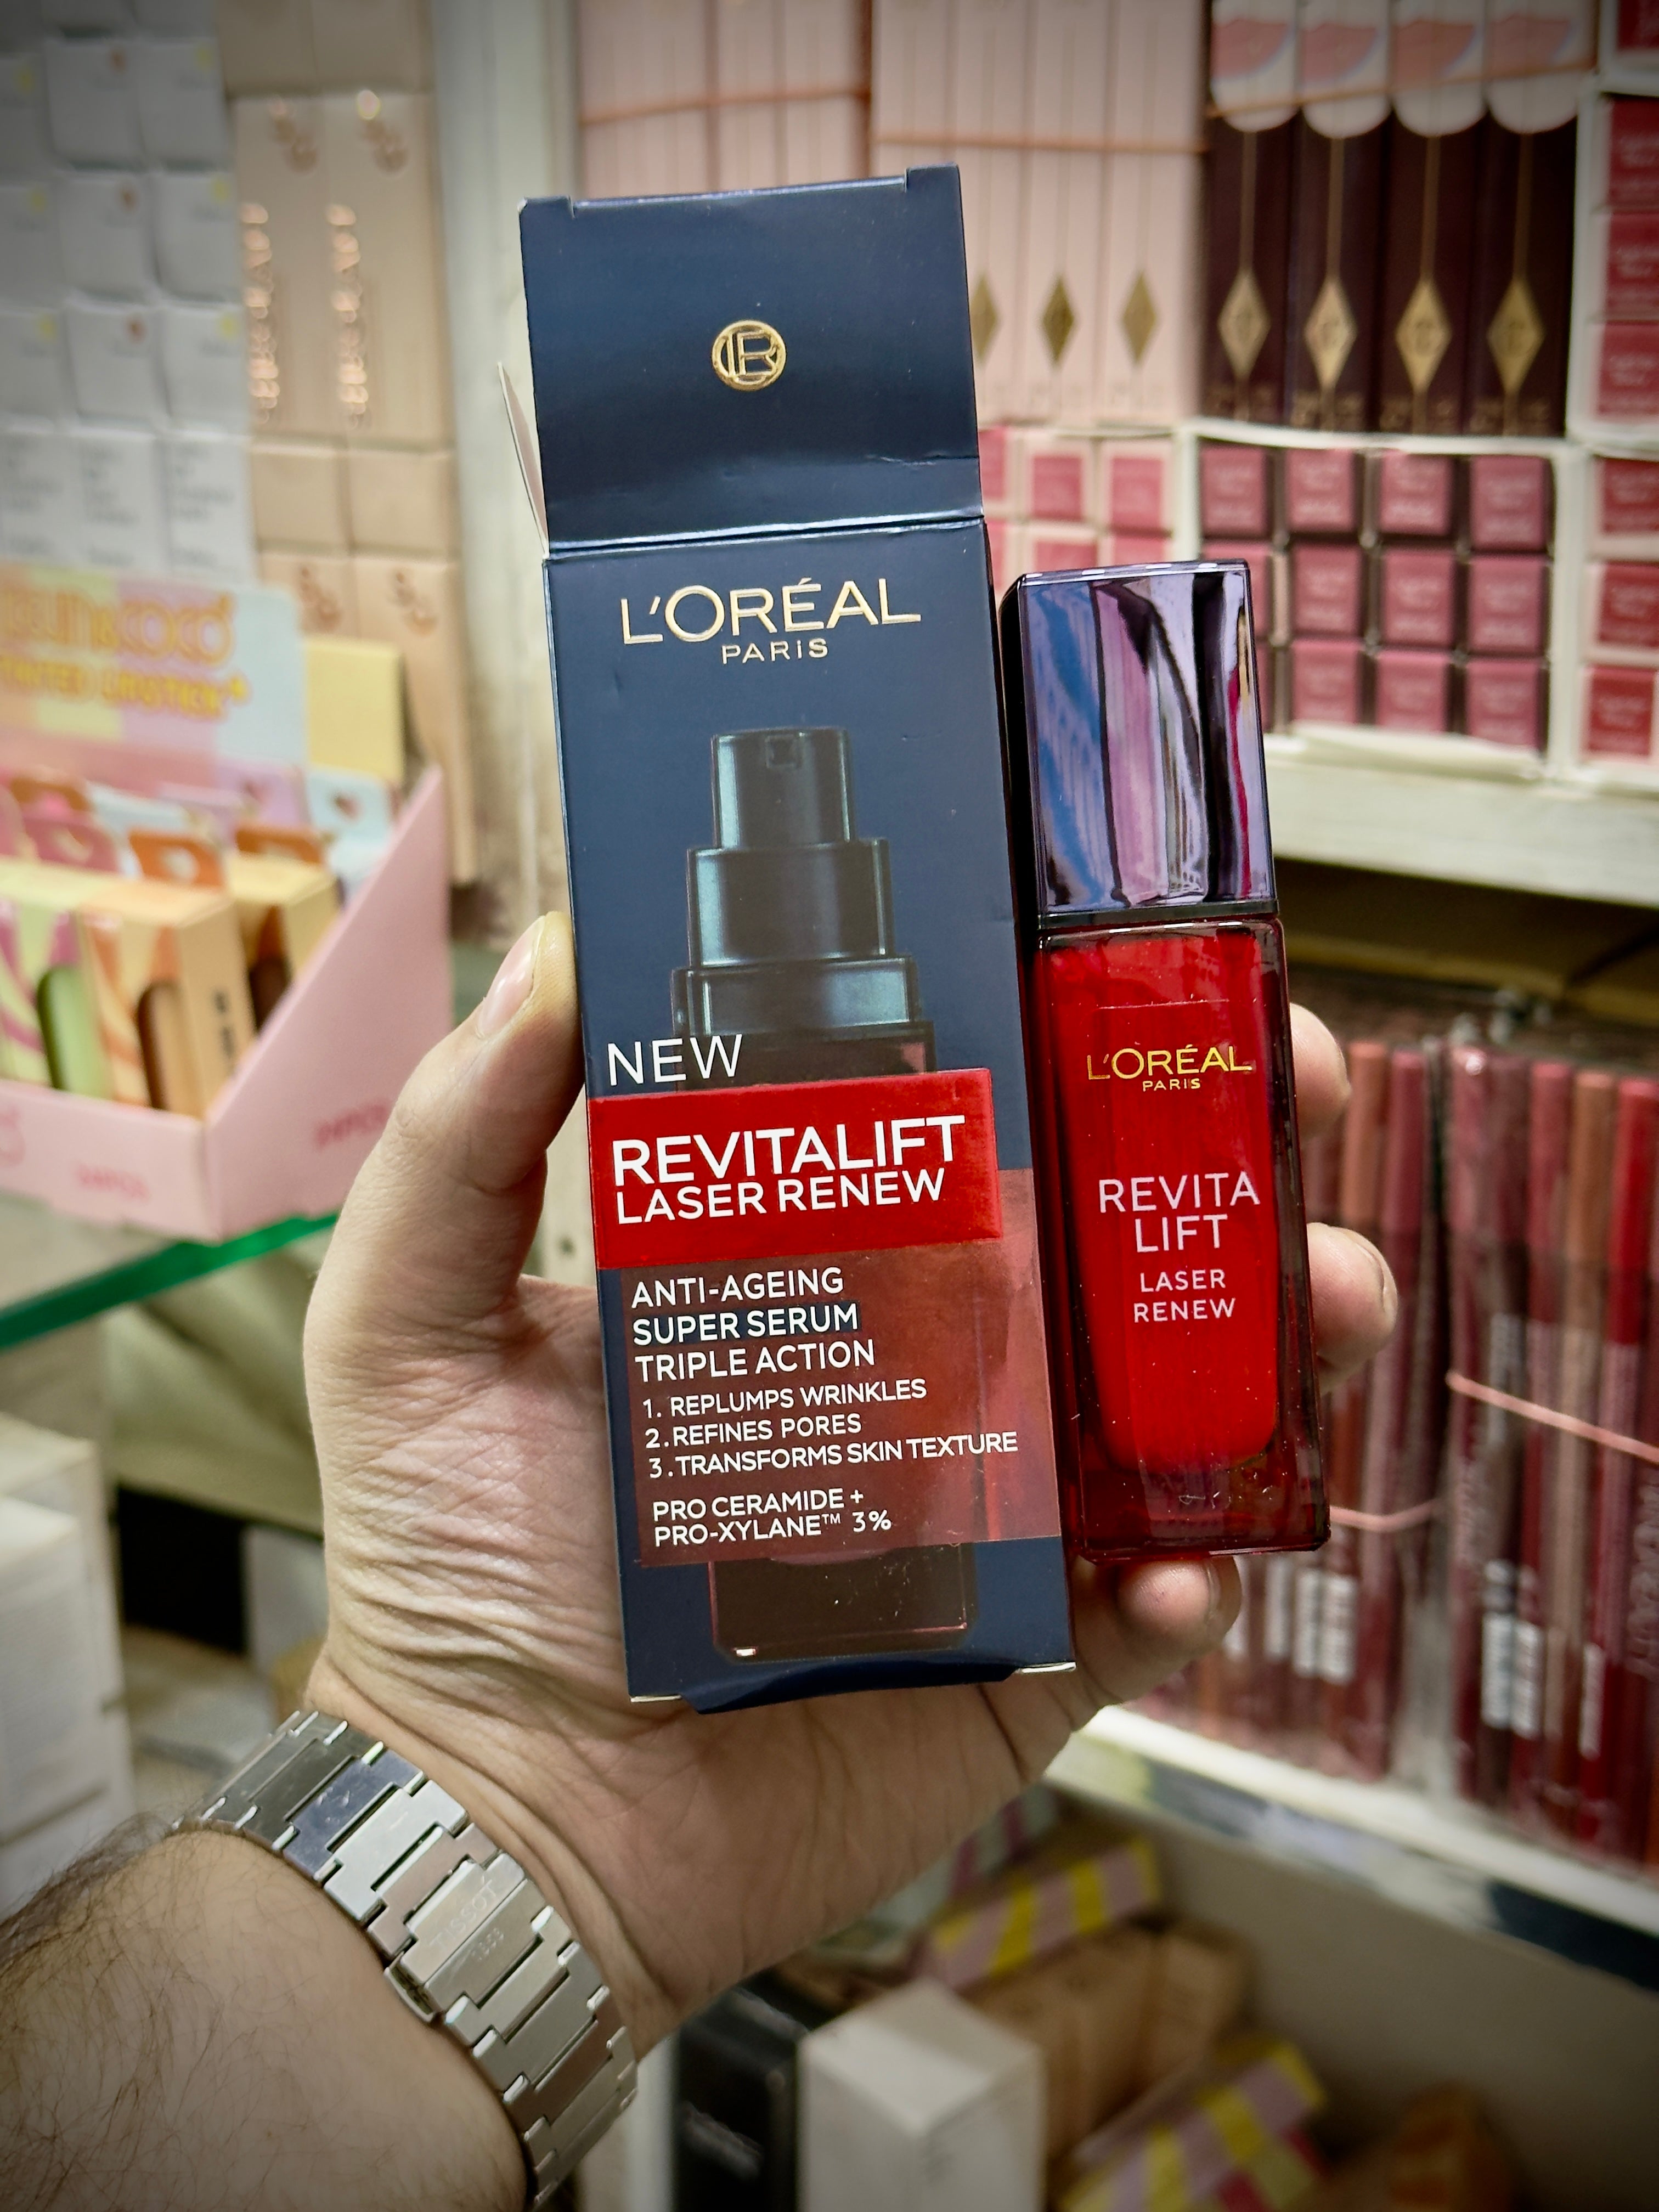 L'ORÉAL
PARIS
NEW
REVITALIFT
LASER RENEW
ANTI-AGEING
SUPER SERUM
TRIPLE ACTION
1. REPLUMPS WRINKLES
2. REFINES PORES
3. TRANSFORMS SKIN TEXTURE
PRO CERAMIDE +
PRO-XYLANE™ 3%
L'ORÉAL
PARIS
REVITA
LIFT
LASER
RENEW
TISSOT